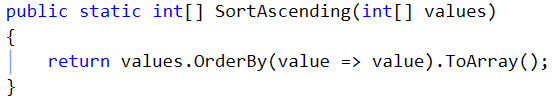 public static int[] SortAscending(int[] values)
{
    return values.OrderBy(value => value).ToArray();
}